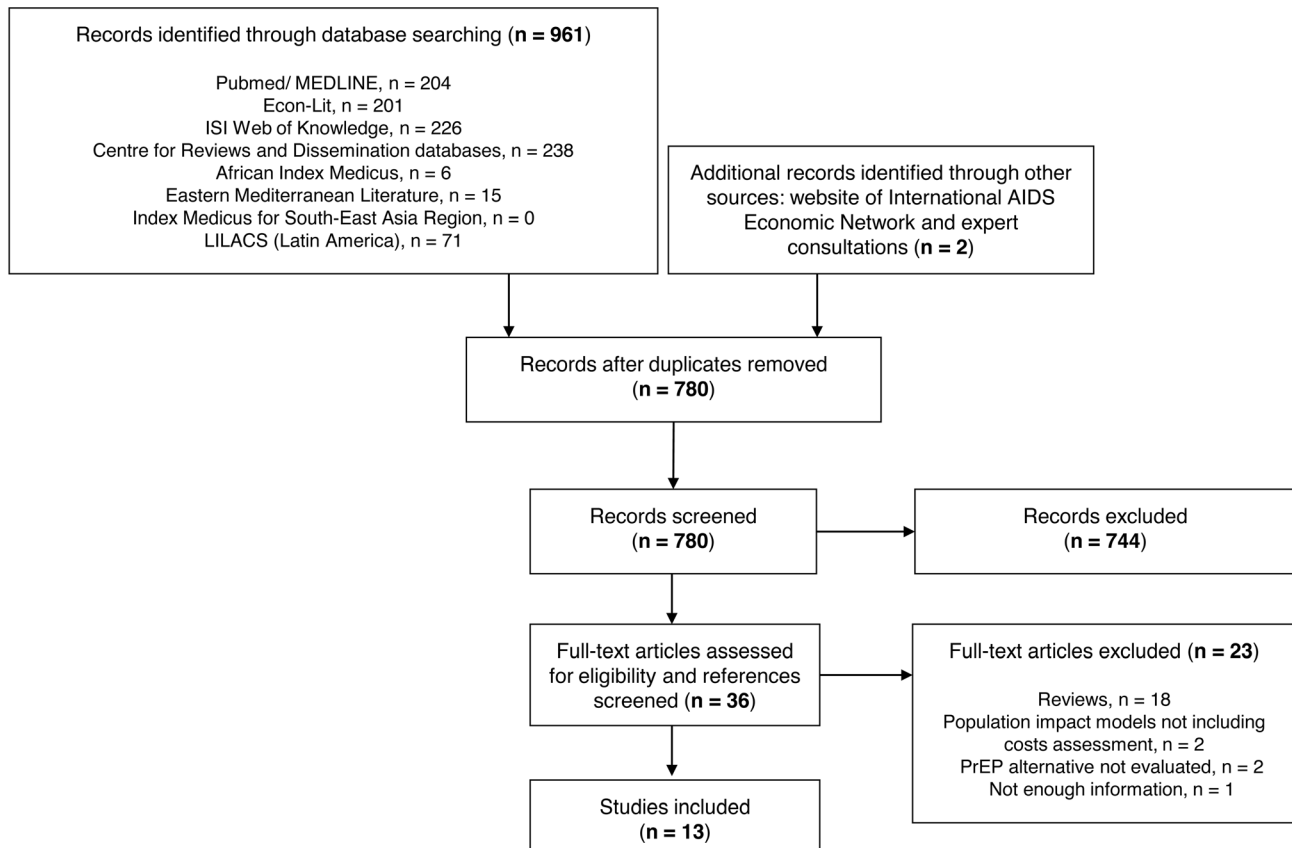 Records identified through database searching (n = 961)
Pubmed/ MEDLINE, n = 204
Econ-Lit, n = 201
ISI Web of Knowledge, n = 226
Centre for Reviews and Dissemination databases, n = 238
African Index Medicus, n = 6
Eastern Mediterranean Literature, n = 15
Index Medicus for South-East Asia Region, n = 0
LILACS (Latin America), n = 71
Additional records identified through other
sources: website of International AIDS
Economic Network and expert
consultations (n = 2)
Records after duplicates removed
(n = 780)
Records screened
(n = 780)
Records excluded
(n = 744)
Full-text articles assessed
for eligibility and references
screened (n = 36)
Full-text articles excluded (n = 23)
Reviews, n = 18
Population impact models not including
costs assessment, n = 2
PrEP alternative not evaluated, n = 2
Not enough information, n = 1
Studies included
(n = 13)